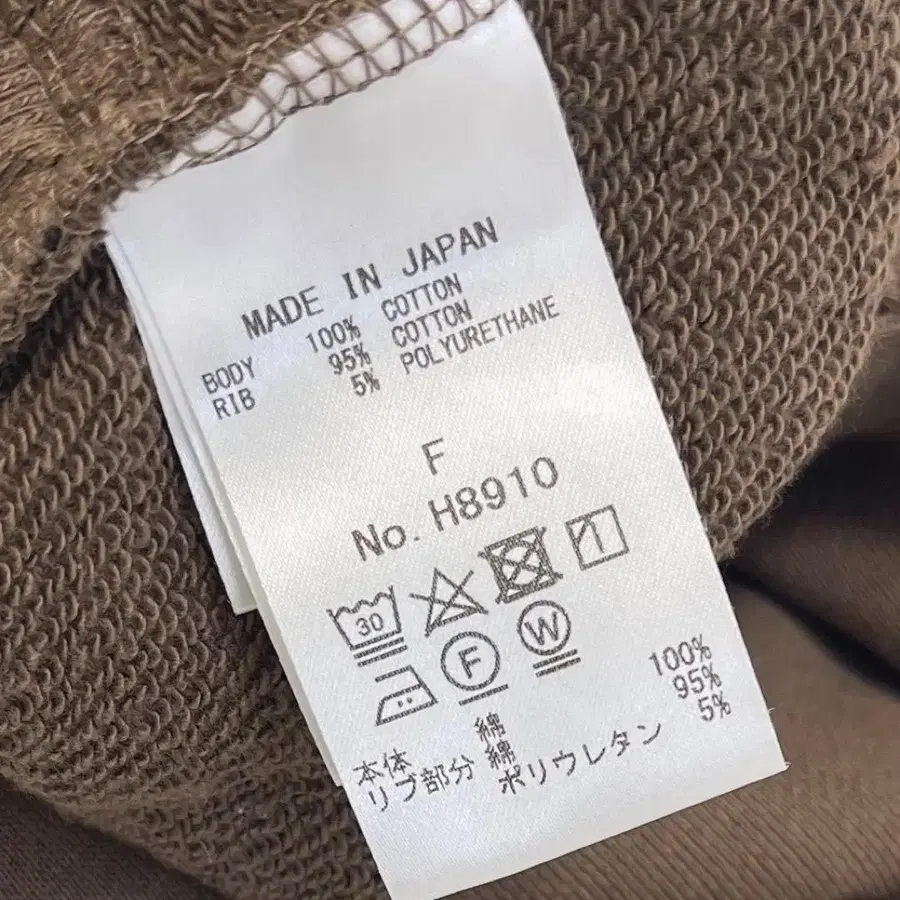 MADE IN JAPAN
BODY 100% COTTON
RIB 95% COTTON
5% POLYURETHANE
F
No. H8910
30
F W
本体 綿 100%
リブ部分 綿 95%
ポリウレタン 5%